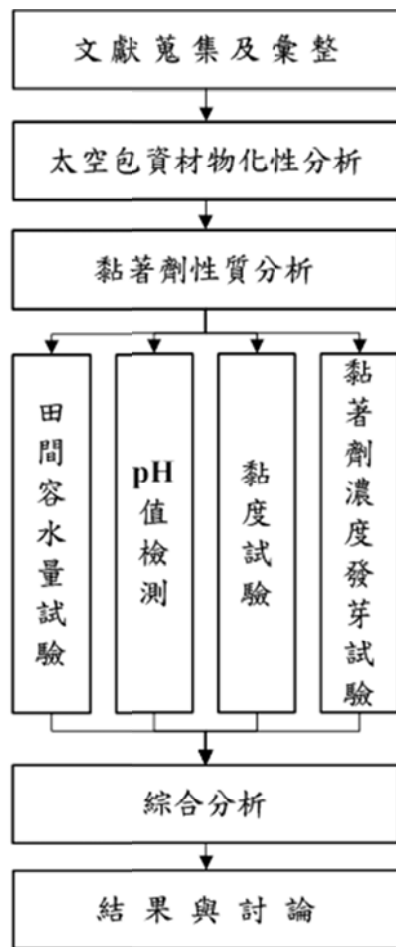 文獻蒐集及彙整
太空包資材物化性分析
黏著劑性質分析
田間容水量試驗
pH值檢測
黏度試驗
黏著劑濃度發芽試驗
綜合分析
結果與討論